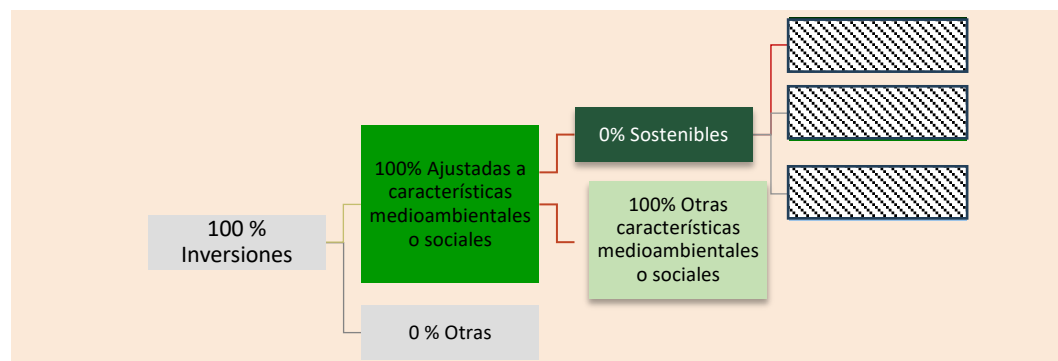 100 %
Inversiones
100% Ajustadas a
características
medioambientales
o sociales
0 % Otras
0% Sostenibles
100% Otras
características
medioambientales
o sociales